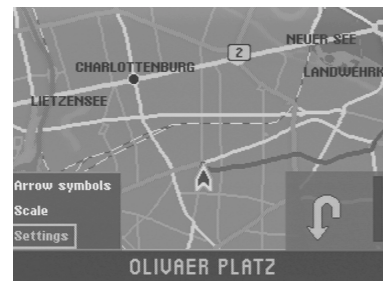 NEUER SEE
2
CHARLOTTENBURG
LANDWEHRK
LIETZENSEE
Arrow symbols
Scale
Settings
OLIVAER PLATZ